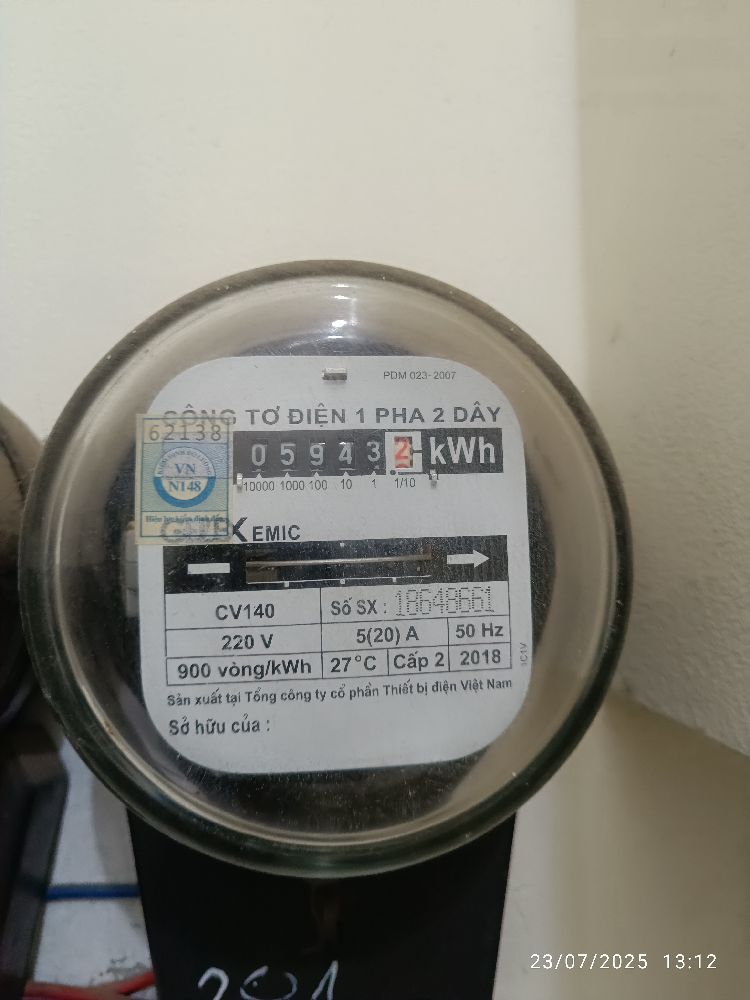 PDM 023-2007
CÔNG TƠ ĐIỆN 1 PHA 2 DÂY
62138
0 5 9 4 3 2 kWh
10000 1000 100 10 1 1/10
VN
N148
EMIC
CV140
Số SX : 18648661
220 V
5(20) A
50 Hz
900 vòng/kWh
27°C
Cấp 2
2018
Sản xuất tại Tổng công ty cổ phần Thiết bị điện Việt Nam
Sở hữu của :
201
23/07/2025 13:12